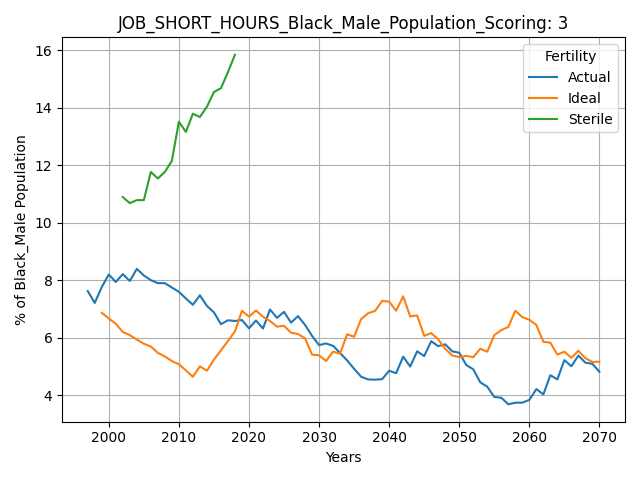 JOB_SHORT_HOURS_Black_Male_Population_Scoring: 3
Fertility
Actual
Ideal
Sterile
% of Black_Male Population
16
14
12
10
8
6
4
2000 2010 2020 2030 2040 2050 2060 2070
Years